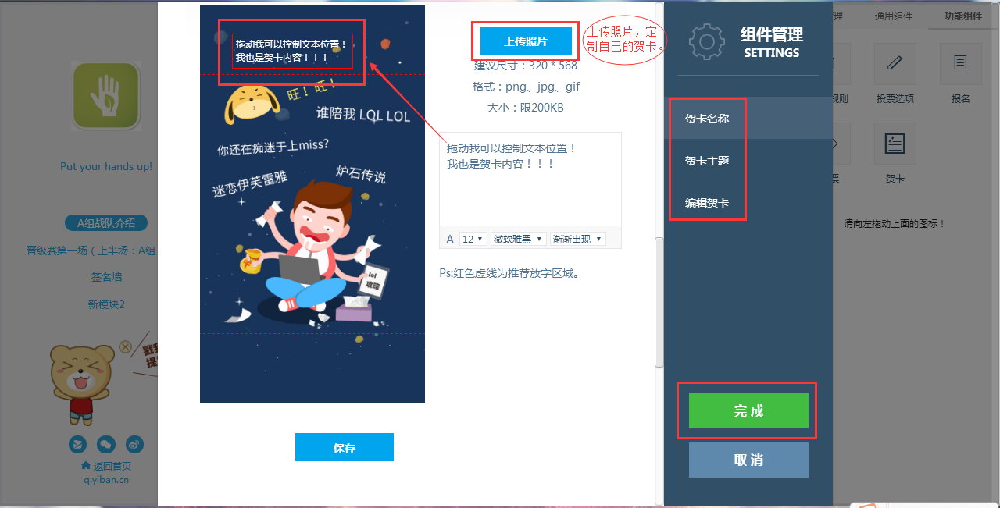 Put your hands up!
A组战队介绍
晋级赛第一场 ( 上半场：A组
签名墙
新模块2
戳我
提
返回首页
q.yiban.cn
拖动我可以控制文本位置！
我也是贺卡内容！！！
旺！旺！
谁陪我 LOL LOL
你还在痴迷于上miss?
迷恋伊芙雷雅
炉石传说
lol
攻略
保存
上传照片
上传照片，定
制自己的贺卡。
建议尺寸：320 * 568
格式：png、jpg、gif
大小：限200KB
拖动我可以控制文本位置！
我也是贺卡内容！！！
A 12 微软雅黑 渐渐出现
Ps:红色虚线为推荐放字区域。
组件管理
SETTINGS
贺卡名称
贺卡主题
编辑贺卡
完 成
取 消
理 通用组件 功能组件
规则 投票选项 报名
票 贺卡
请向左拖动上面的图标！